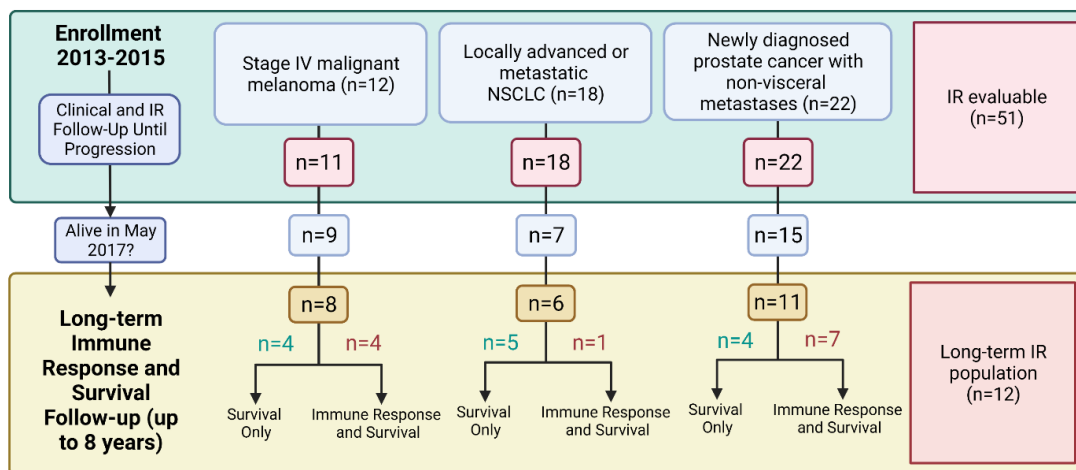 Enrollment
2013-2015
Clinical and IR
Follow-Up Until
Progression
Stage IV malignant
melanoma (n=12)
Locally advanced or
metastatic
NSCLC (n=18)
Newly diagnosed
prostate cancer with
non-visceral
metastases (n=22)
IR evaluable
(n=51)
n=11
n=18
n=22
Alive in May
2017?
n=9
n=7
n=15
Long-term
Immune
Response and
Survival
Follow-up (up
to 8 years)
n=8
n=6
n=11
n=4
n=4
n=5
n=1
n=4
n=7
Survival
Only
Immune Response
and Survival
Survival
Only
Immune Response
and Survival
Survival
Only
Immune Response
and Survival
Long-term IR
population
(n=12)